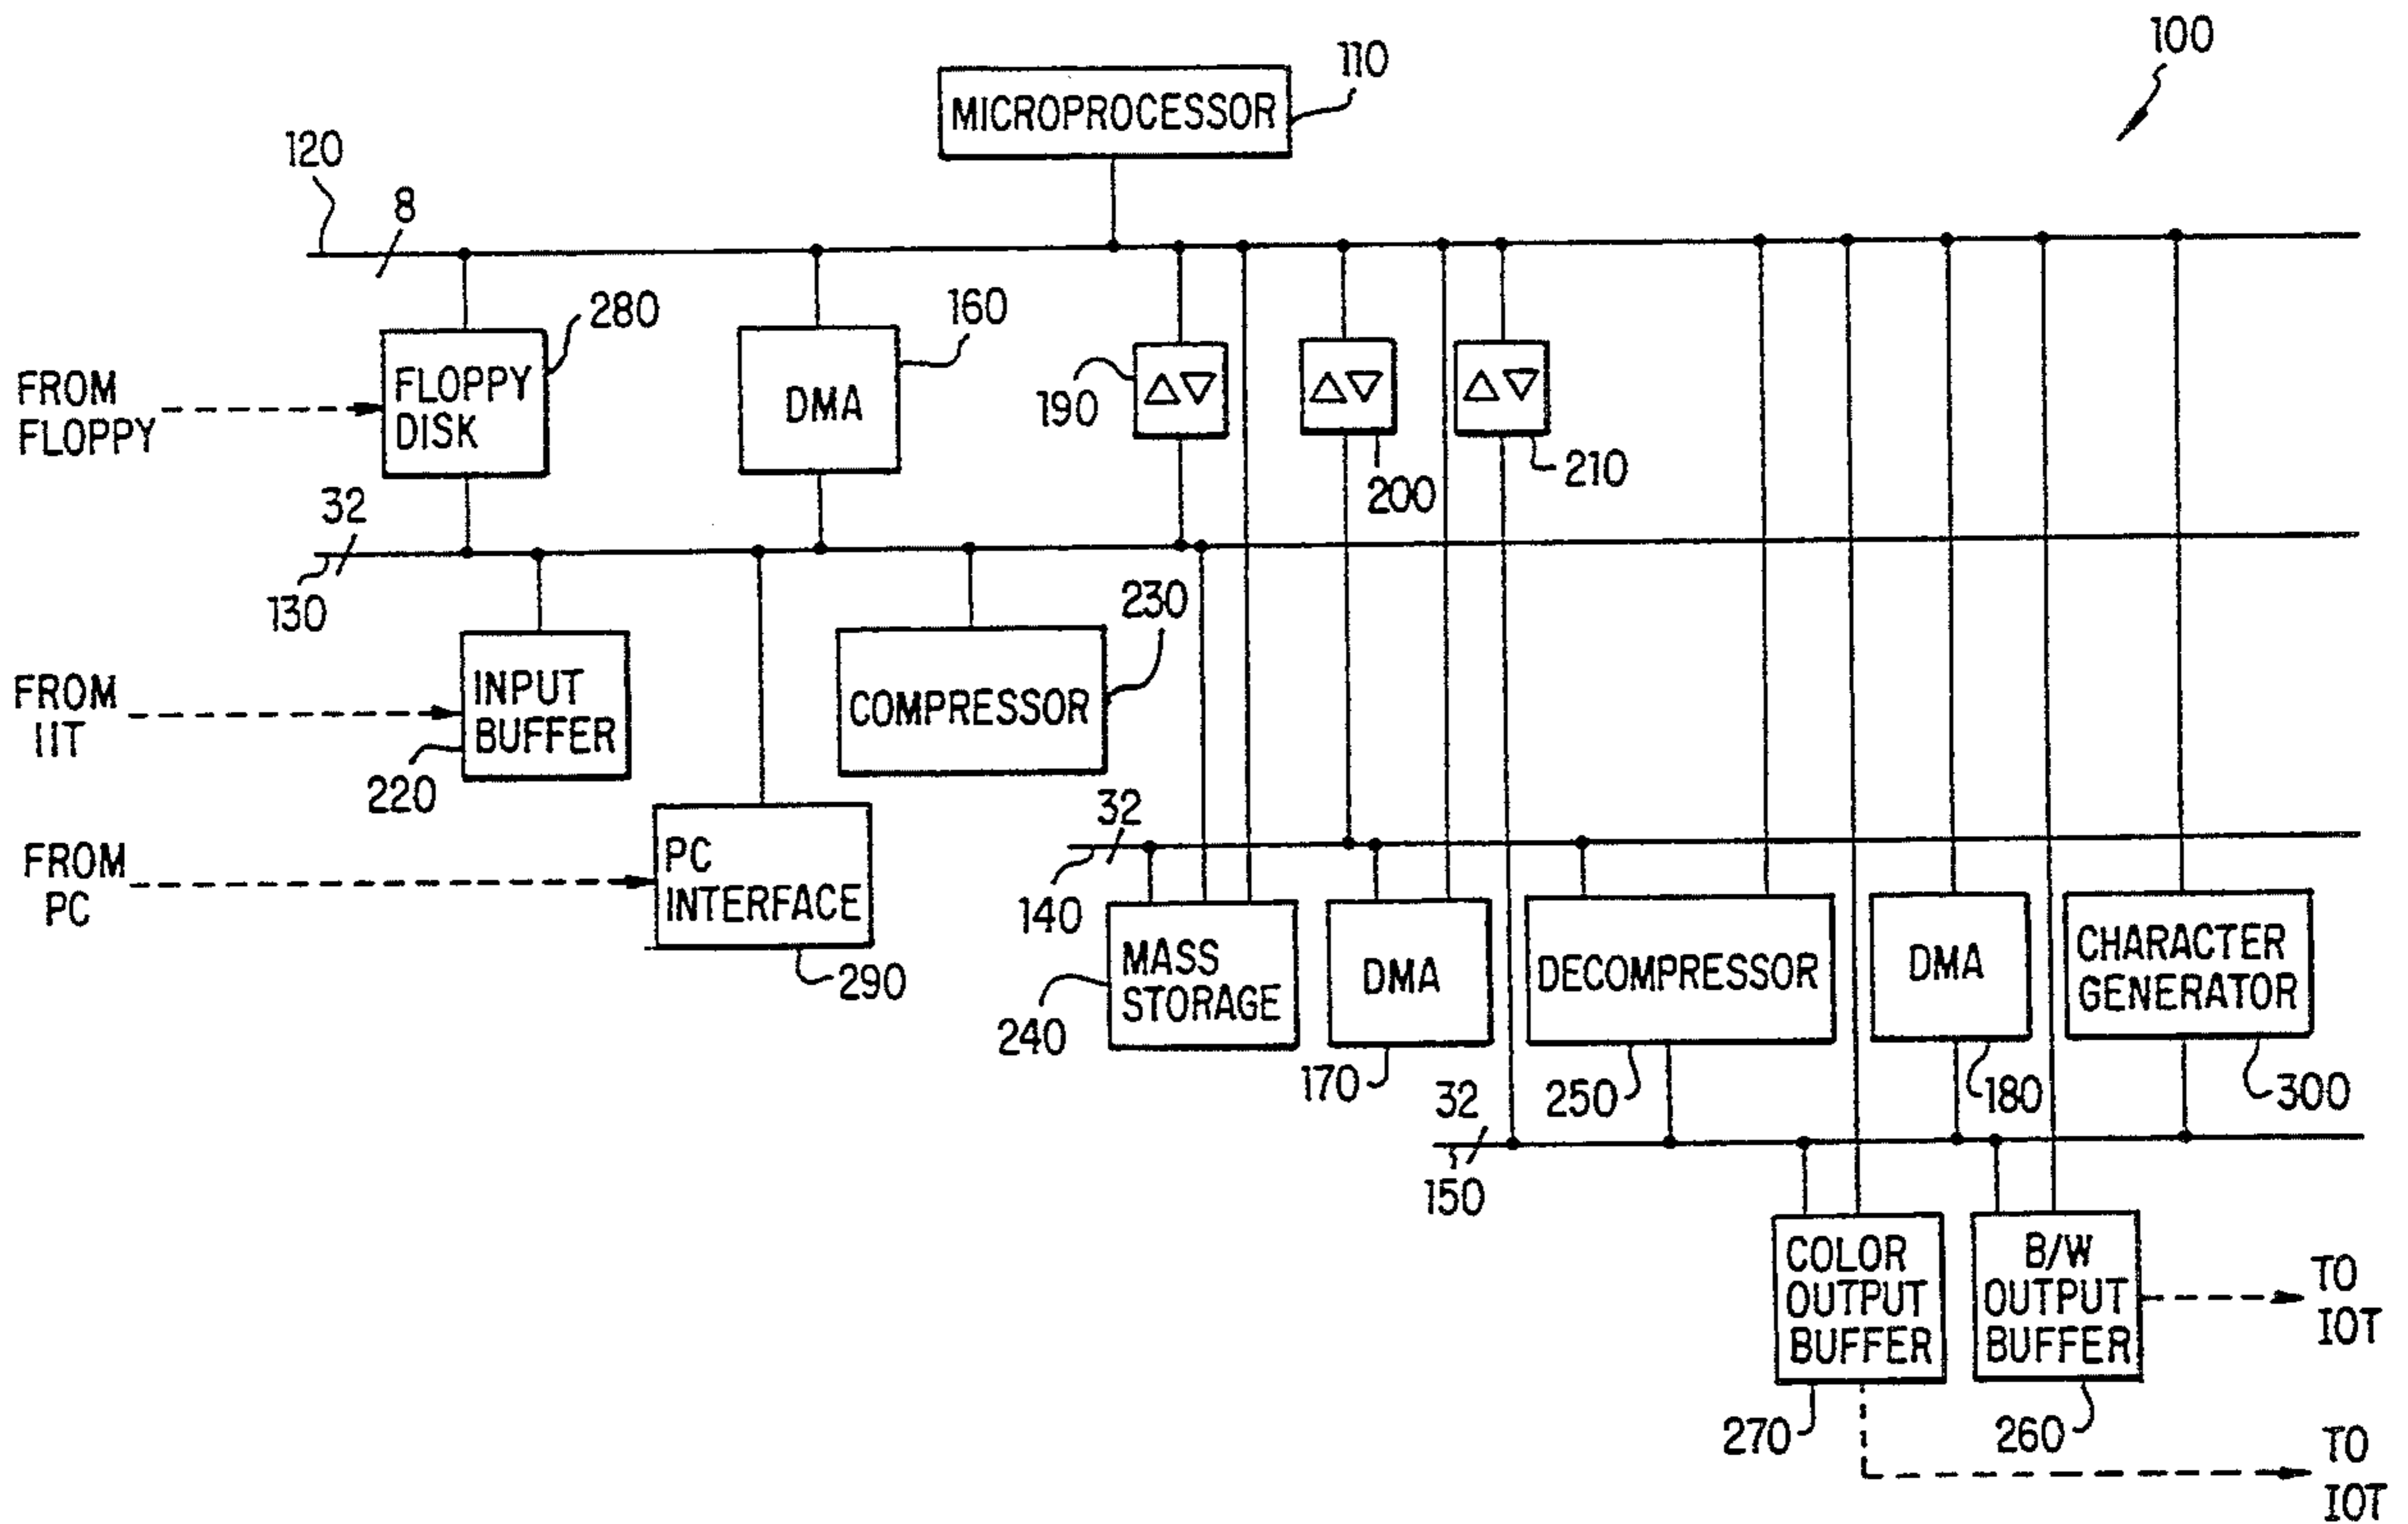 100
110
MICROPROCESSOR
120
8
280
160
FROM
FLOPPY
FLOPPY
DISK
DMA
190
△▽
△▽
△▽
200
210
32
130
230
FROM
IIT
INPUT
BUFFER
220
COMPRESSOR
32
FROM
PC
PC
INTERFACE
290
140
MASS
STORAGE
240
DMA
170
DECOMPRESSOR
250
DMA
180
CHARACTER
GENERATOR
300
32
150
COLOR
OUTPUT
BUFFER
270
B/W
OUTPUT
BUFFER
260
TO
IOT
TO
IOT